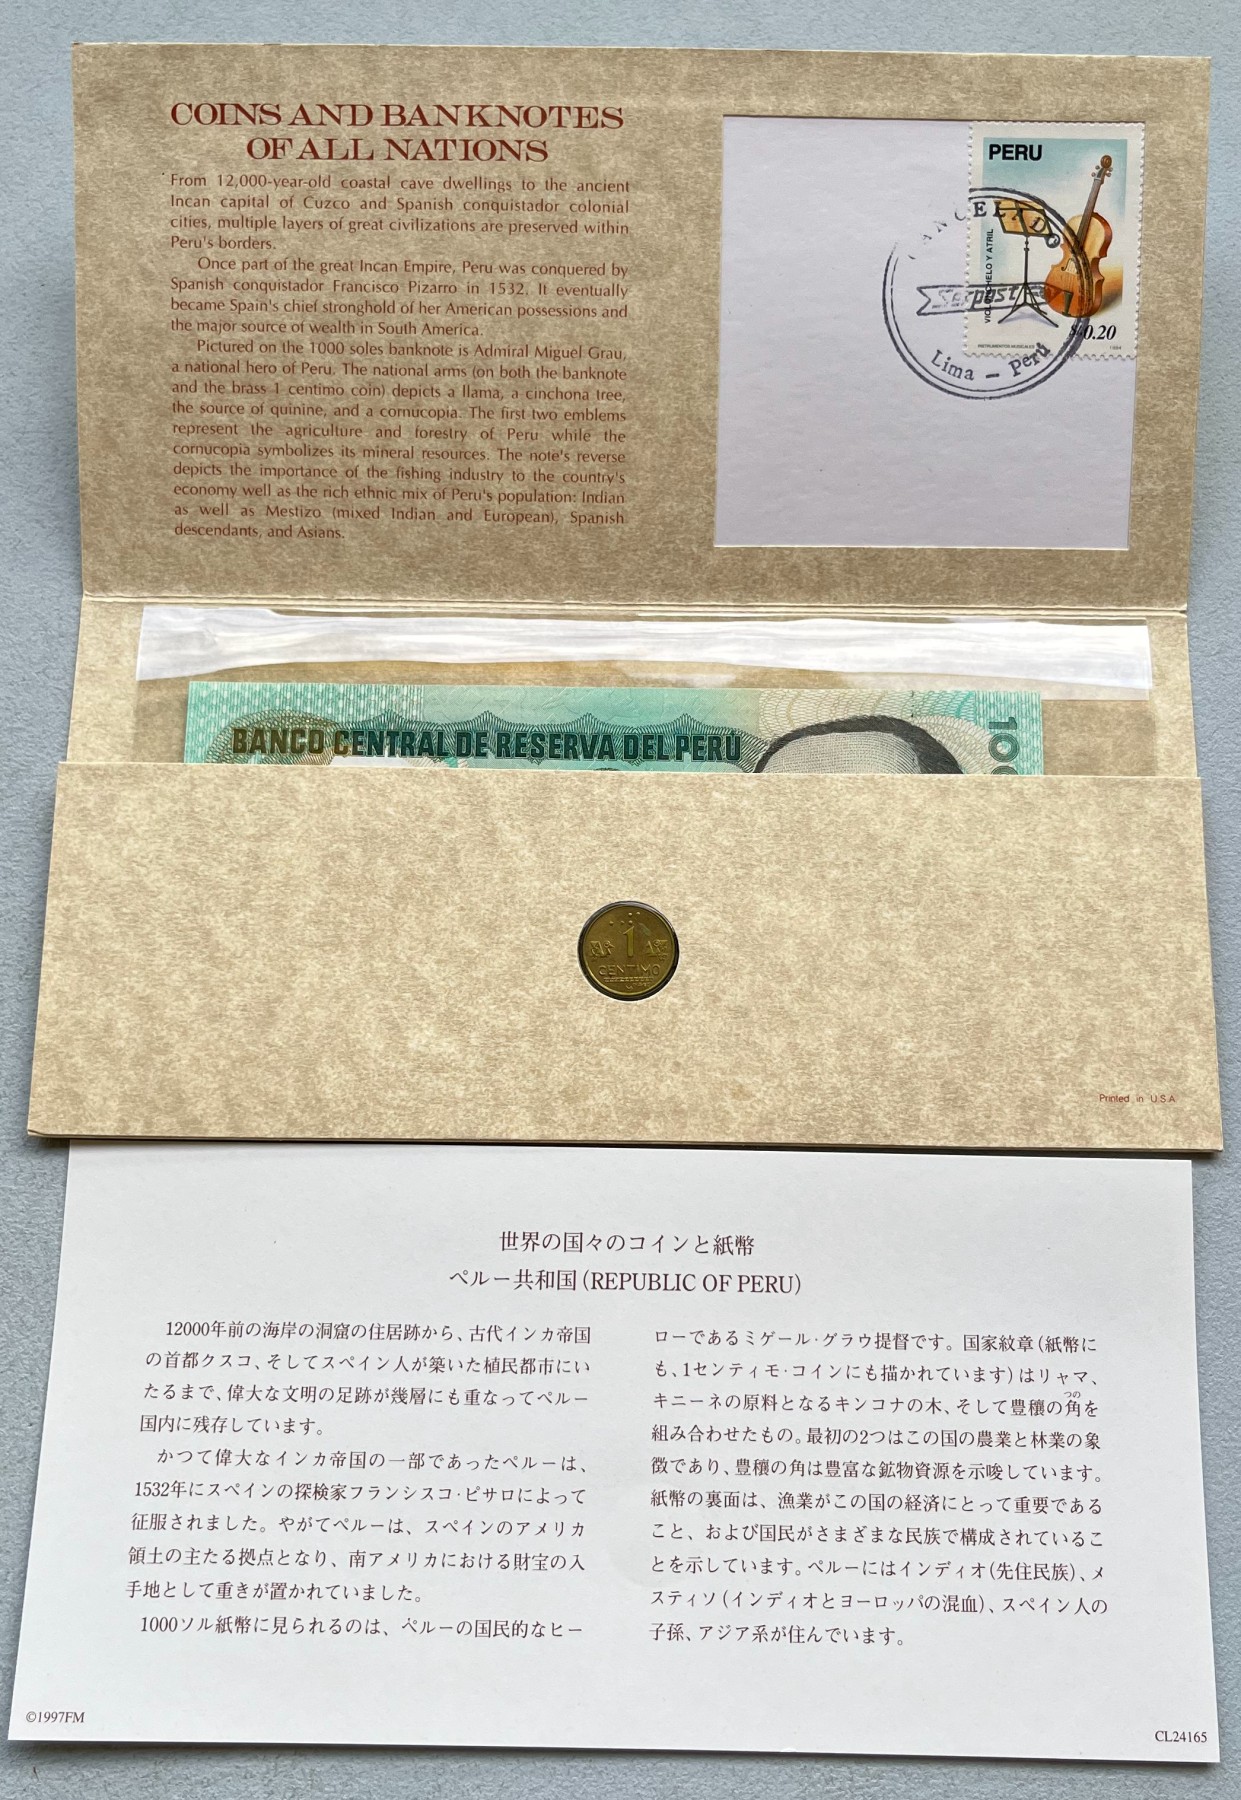 COINS AND BANKNOTES
OF ALL NATIONS
From 12,000-year-old coastal cave dwellings to the ancient
Incan capital of Cuzco and Spanish conquistador colonial
cities, multiple layers of great civilizations are preserved within
Peru's borders.
Once part of the great Incan Empire, Peru was conquered by
Spanish conquistador Francisco Pizarro in 1532. It eventually
became Spain's chief stronghold of her American possessions and
the major source of wealth in South America.
Pictured on the 1000 soles banknote is Admiral Miguel Grau,
a national hero of Peru. The national arms (on both the banknote
and the brass 1 centimo coin) depicts a llama, a cinchona tree,
the source of quinine, and a cornucopia. The first two emblems
represent the agriculture and forestry of Peru while the
cornucopia symbolizes its mineral resources. The note's reverse
depicts the importance of the fishing industry to the country's
economy well as the rich ethnic mix of Peru's population: Indian
as well as Mestizo (mixed Indian and European), Spanish
descendants, and Asians.
PERU
CANCELADO
VIOLONCHELO Y ATRIL
Serpost
0.20
INSTRUMENTOS MUSICALES
1994
Lima - Perú
BANCO CENTRAL DE RESERVA DEL PERÚ
1
CENTIMO
Printed in U.S.A.
世界の国々のコインと紙幣
ペルー共和国(REPUBLIC OF PERU)
12000年前の海岸の洞窟の住居跡から、古代インカ帝国
の首都クスコ、そしてスペイン人が築いた植民都市にい
たるまで、偉大な文明の足跡が幾層にも重なってペルー
国内に残存しています。
かつて偉大なインカ帝国の一部であったペルーは、
1532年にスペインの探検家フランシスコ·ピサロによって
征服されました。やがてペルーは、スペインのアメリカ
領土の主たる拠点となり、南アメリカにおける財宝の入
手地として重きが置かれていました。
1000ソル紙幣に見られるのは、ペルーの国民的なヒー
ローであるミゲール·グラウ提督です。国家紋章(紙幣に
も、1センティモ·コインにも描かれています)はリャマ、
キニーネの原料となるキンコナの木、そして豊穣の角を
つの
組み合わせたもの。最初の2つはこの国の農業と林業の象
徴であり、豊穣の角は豊富な鉱物資源を示唆しています。
紙幣の裏面は、漁業がこの国の経済にとって重要である
こと、および国民がさまざまな民族で構成されているこ
とを示しています。ペルーにはインディオ(先住民族)、メ
スティソ(インディオとヨーロッパの混血)、スペイン人の
子孫、アジア系が住んでいます。
©1997FM
CL24165